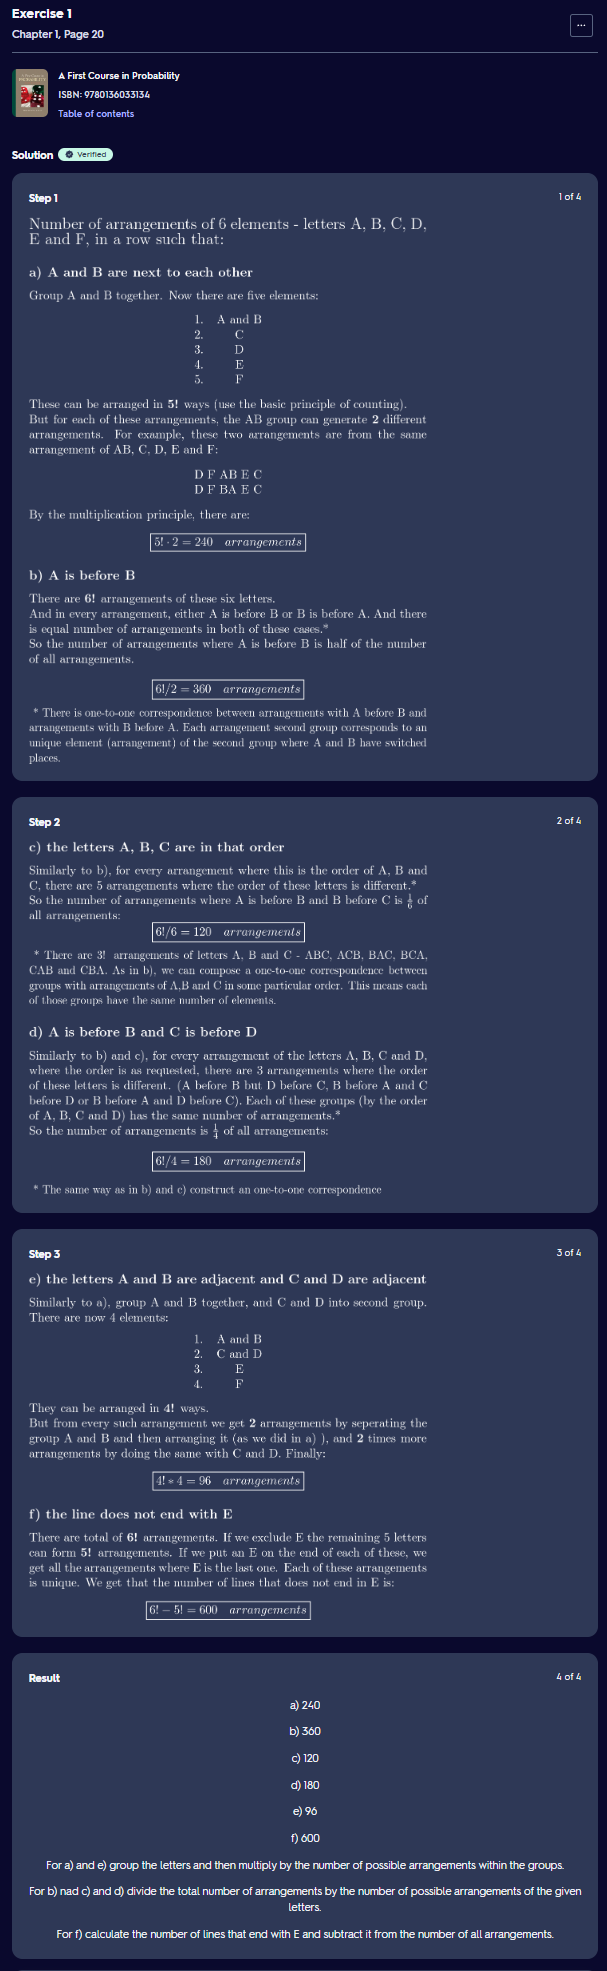 Exercise 1
Chapter 1, Page 20
...
A First Course in Probability
ISBN: 9780136033134
Table of contents
Solution Verified
Step 1
1 of 4
Number of arrangements of 6 elements - letters A, B, C, D,
E and F, in a row such that:
a) A and B are next to each other
Group A and B together. Now there are five elements:
1. A and B
2. C
3. D
4. E
5. F
These can be arranged in 5! ways (use the basic principle of counting).
But for each of these arrangements, the AB group can generate 2 different
arrangements. For example, these two arrangements are from the same
arrangement of AB, C, D, E and F:
D F AB E C
D F BA E C
By the multiplication principle, there are:
5! · 2 = 240 arrangements
b) A is before B
There are 6! arrangements of these six letters.
And in every arrangement, either A is before B or B is before A. And there
is equal number of arrangements in both of these cases.*
So the number of arrangements where A is before B is half of the number
of all arrangements.
6!/2 = 360 arrangements
* There is one-to-one correspondence between arrangements with A before B and
arrangements with B before A. Each arrangement second group corresponds to an
unique element (arrangement) of the second group where A and B have switched
places.
Step 2
2 of 4
c) the letters A, B, C are in that order
Similarly to b), for every arrangement where this is the order of A, B and
C, there are 5 arrangements where the order of these letters is different.*
So the number of arrangements where A is before B and B before C is 1/6 of
all arrangements:
6!/6 = 120 arrangements
* There are 3! arrangements of letters A, B and C - ABC, ACB, BAC, BCA,
CAB and CBA. As in b), we can compose a one-to-one correspondence between
groups with arrangements of A,B and C in some particular order. This means each
of those groups have the same number of elements.
d) A is before B and C is before D
Similarly to b) and c), for every arrangement of the letters A, B, C and D,
where the order is as requested, there are 3 arrangements where the order
of these letters is different. (A before B but D before C, B before A and C
before D or B before A and D before C). Each of these groups (by the order
of A, B, C and D) has the same number of arrangements.*
So the number of arrangements is 1/4 of all arrangements:
6!/4 = 180 arrangements
* The same way as in b) and c) construct an one-to-one correspondence
Step 3
3 of 4
e) the letters A and B are adjacent and C and D are adjacent
Similarly to a), group A and B together, and C and D into second group.
There are now 4 elements:
1. A and B
2. C and D
3. E
4. F
They can be arranged in 4! ways.
But from every such arrangement we get 2 arrangements by seperating the
group A and B and then arranging it (as we did in a) ), and 2 times more
arrangements by doing the same with C and D. Finally:
4! * 4 = 96 arrangements
f) the line does not end with E
There are total of 6! arrangements. If we exclude E the remaining 5 letters
can form 5! arrangements. If we put an E on the end of each of these, we
get all the arrangements where E is the last one. Each of these arrangements
is unique. We get that the number of lines that does not end in E is:
6! − 5! = 600 arrangements
Result
4 of 4
a) 240
b) 360
c) 120
d) 180
e) 96
f) 600
For a) and e) group the letters and then multiply by the number of possible arrangements within the groups.
For b) nad c) and d) divide the total number of arrangements by the number of possible arrangements of the given
letters.
For f) calculate the number of lines that end with E and subtract it from the number of all arrangements.